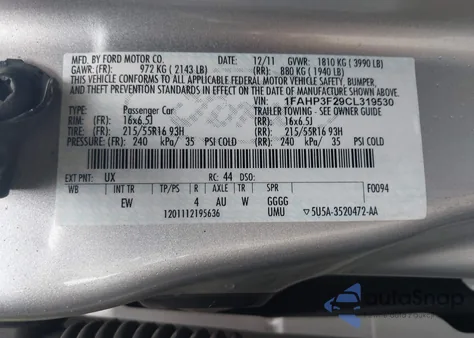 MFD. BY FORD MOTOR CO. 12/11 GVWR: 1810 KG ( 3990 LB)
GAWR: (FR): 972 KG ( 2143 LB) (RR): 880 KG ( 1940 LB)
THIS VEHICLE CONFORMS TO ALL APPLICABLE FEDERAL MOTOR VEHICLE SAFETY, BUMPER,
AND THEFT PREVENTION STANDARDS IN EFFECT ON THE DATE OF MANUFACTURE SHOWN ABOVE.
VIN: 1FAHP3F29CL319530
TYPE: Passenger Car TRAILER TOWING - SEE OWNER GUIDE
RIM: (FR): 16x6.5J (RR): 16x6.5J
TIRES: (FR): 215/55R16 93H (RR): 215/55R16 93H
PRESSURE: (FR): 240 kPa/ 35 PSI COLD (RR): 240 kPa/ 35 PSI COLD
EXT PNT: UX RC: 44 DSO:
WB INT TR TP/PS R AXLE TR SPR F0094
EW 4 AU W GGGG
1201112195636 UMU 5U5A-3520472-AA
autoSnap